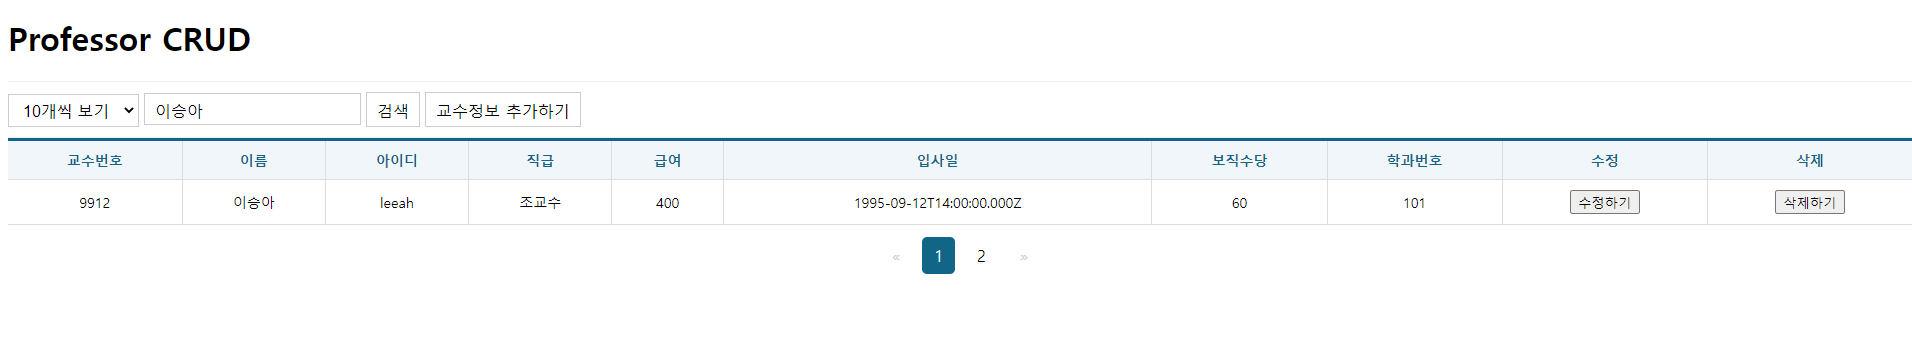 Professor CRUD
10개씩 보기 이승아 검색 교수정보 추가하기
교수번호 이름 아이디 직급 급여 입사일 보직수당 학과번호 수정 삭제
9912 이승아 leeah 조교수 400 1995-09-12T14:00:00.000Z 60 101 수정하기 삭제하기
« 1 2 »